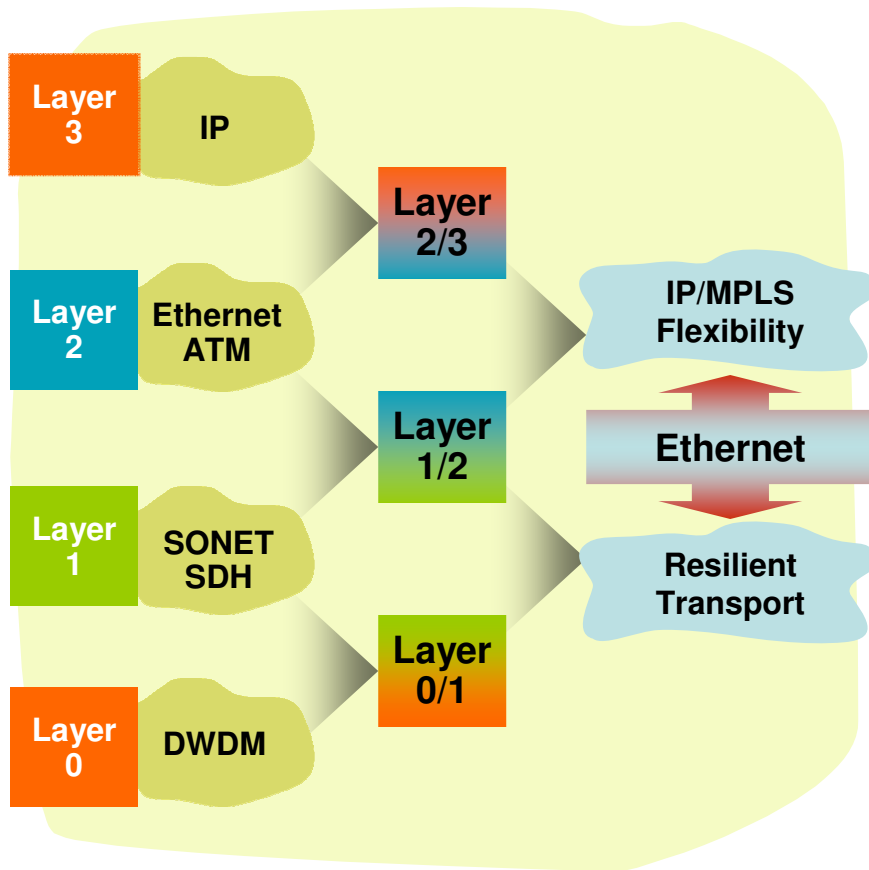 Layer
3
IP
Layer
2/3
Layer
2
Ethernet
ATM
IP/MPLS
Flexibility
Layer
1/2
Ethernet
Layer
1
SONET
SDH
Resilient
Transport
Layer
0/1
Layer
0
DWDM